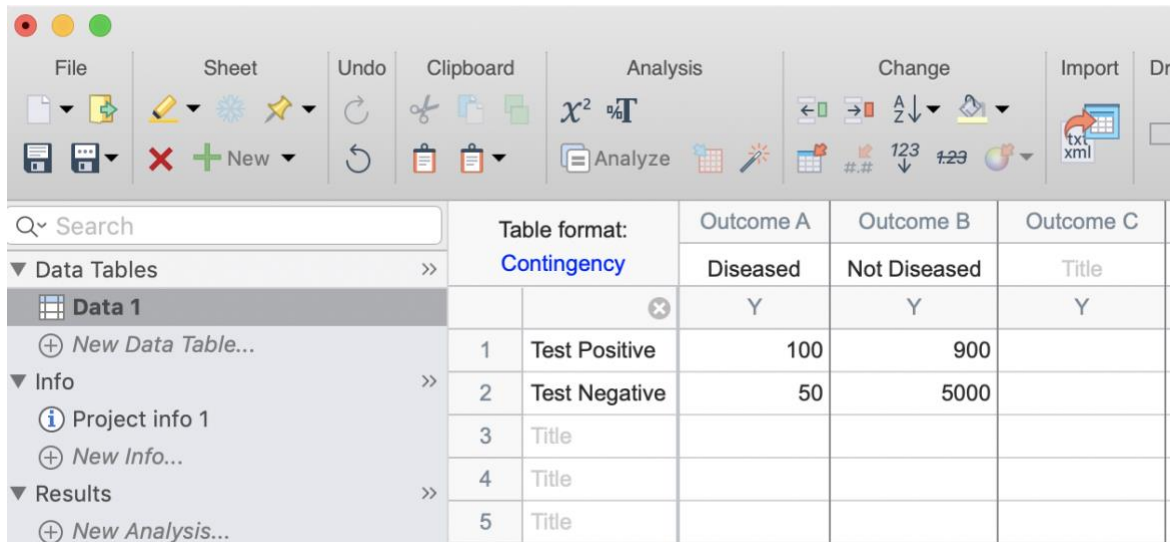 File Sheet Undo Clipboard Analysis Change Import Dr
χ² %T A Z
New Analyze #.# 123 1.23 txt xml
Search
Table format:
Contingency
Outcome A Outcome B Outcome C
Diseased Not Diseased Title
Y Y Y
Data Tables
Data 1
New Data Table...
Info
Project info 1
New Info...
Results
New Analysis...
1 Test Positive 100 900
2 Test Negative 50 5000
3 Title
4 Title
5 Title